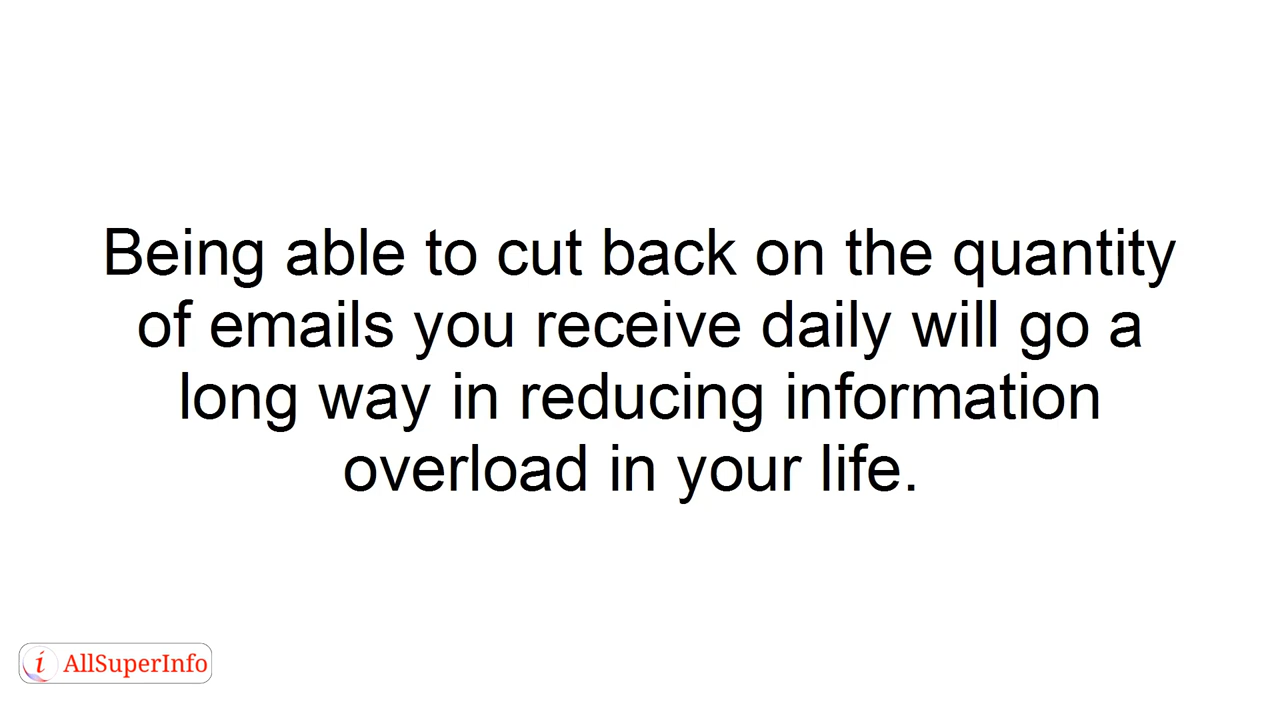 Being able to cut back on the quantity
of emails you receive daily will go a
long way in reducing information
overload in your life.
i AllSuperInfo